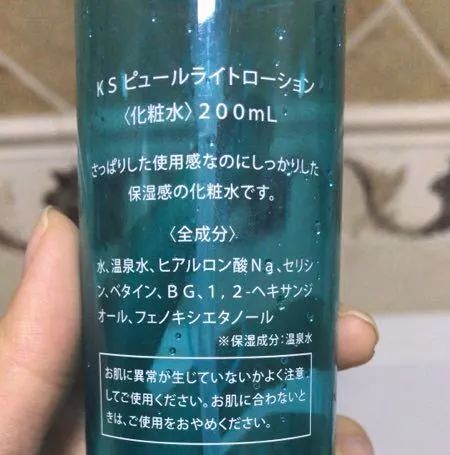 KSピュールライトローション
〈化粧水〉200mL
さっぱりした使用感なのにしっかりした
保湿感の化粧水です。
〈全成分〉
水、温泉水、ヒアルロン酸Na、セリシ
ン、ベタイン、BG、1,2-ヘキサンジ
オール、フェノキシエタノール
※保湿成分:温泉水
お肌に異常が生じていないかよく注意
してご使用ください。お肌に合わないと
きは、ご使用をおやめください。